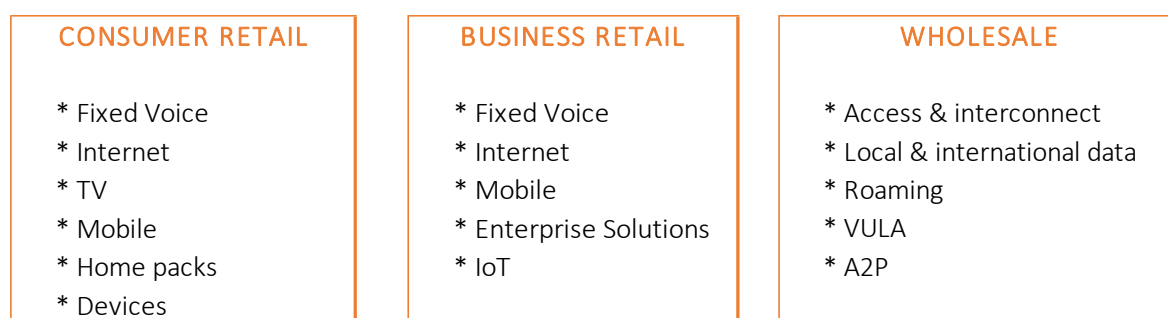 CONSUMER RETAIL
* Fixed Voice
* Internet
* TV
* Mobile
* Home packs
* Devices
BUSINESS RETAIL
* Fixed Voice
* Internet
* Mobile
* Enterprise Solutions
* IoT
WHOLESALE
* Access & interconnect
* Local & international data
* Roaming
* VULA
* A2P